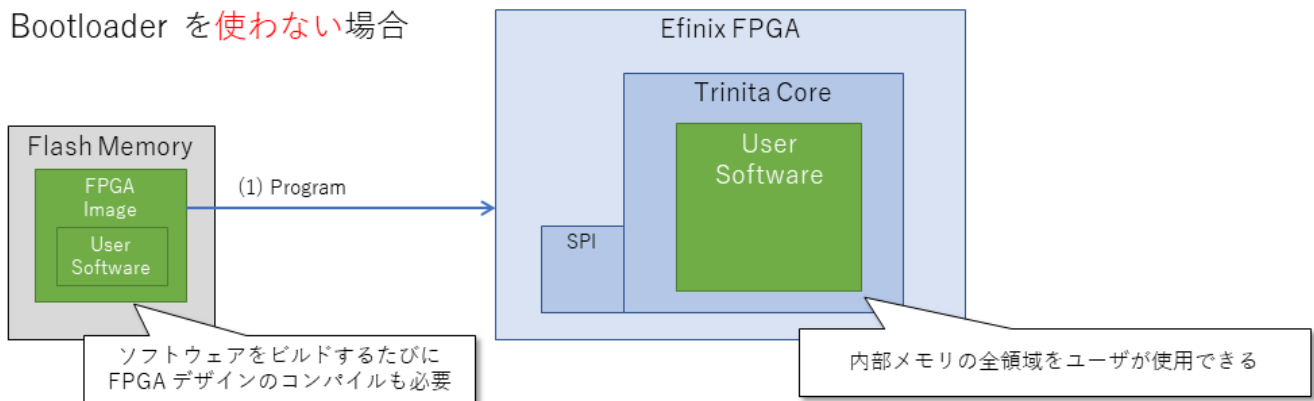 Bootloader を使わない場合
Efinix FPGA
Trinita Core
User
Software
Flash Memory
FPGA
Image
User
Software
(1) Program
SPI
ソフトウェアをビルドするたびに
FPGA デザインのコンパイルも必要
内部メモリの全領域をユーザが使用できる